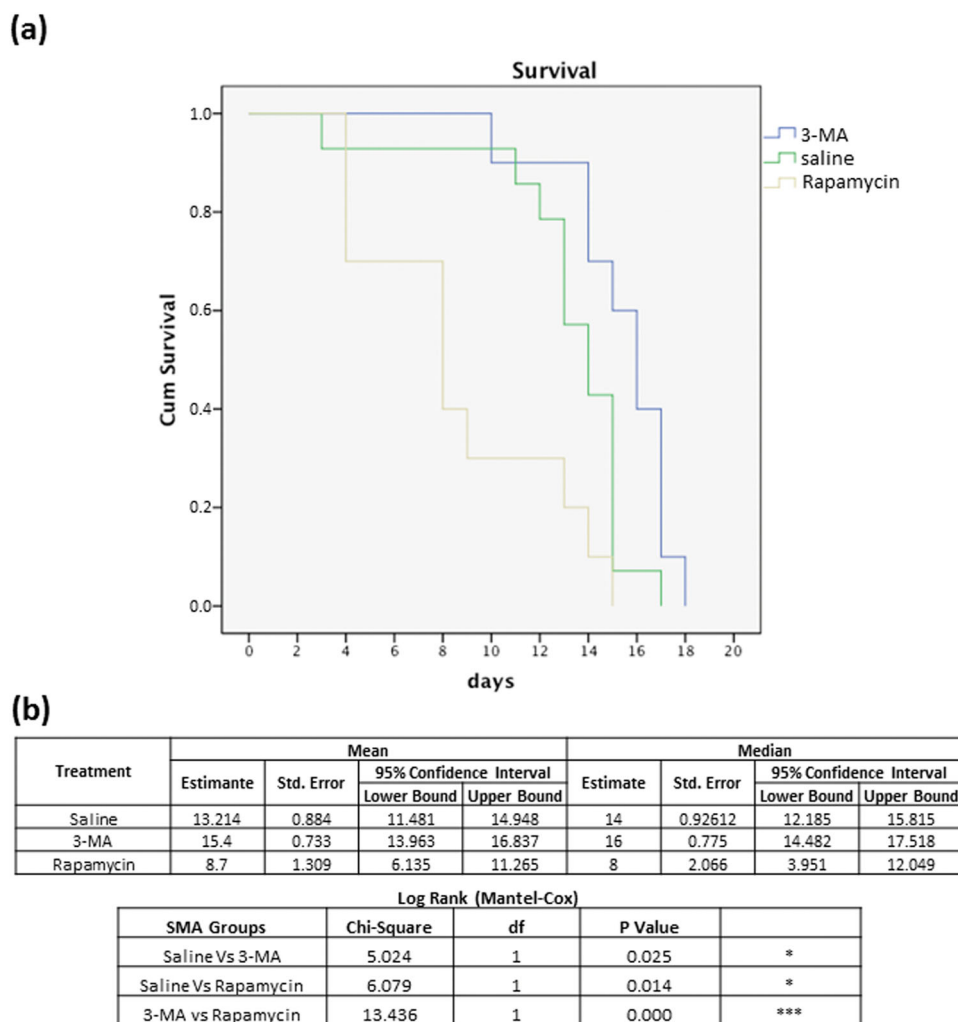 (a)
Survival
3-MA
saline
Rapamycin
1.0
0.8
0.6
0.4
0.2
0.0
Cum Survival
0 2 4 6 8 10 12 14 16 18 20
days
(b)
Treatment Mean Median
Estimante Std. Error 95% Confidence Interval Estimate Std. Error 95% Confidence Interval
Lower Bound Upper Bound Lower Bound Upper Bound
Saline 13.214 0.884 11.481 14.948 14 0.92612 12.185 15.815
3-MA 15.4 0.733 13.963 16.837 16 0.775 14.482 17.518
Rapamycin 8.7 1.309 6.135 11.265 8 2.066 3.951 12.049
Log Rank (Mantel-Cox)
SMA Groups Chi-Square df P Value
Saline Vs 3-MA 5.024 1 0.025 *
Saline Vs Rapamycin 6.079 1 0.014 *
3-MA vs Rapamycin 13.436 1 0.000 ***